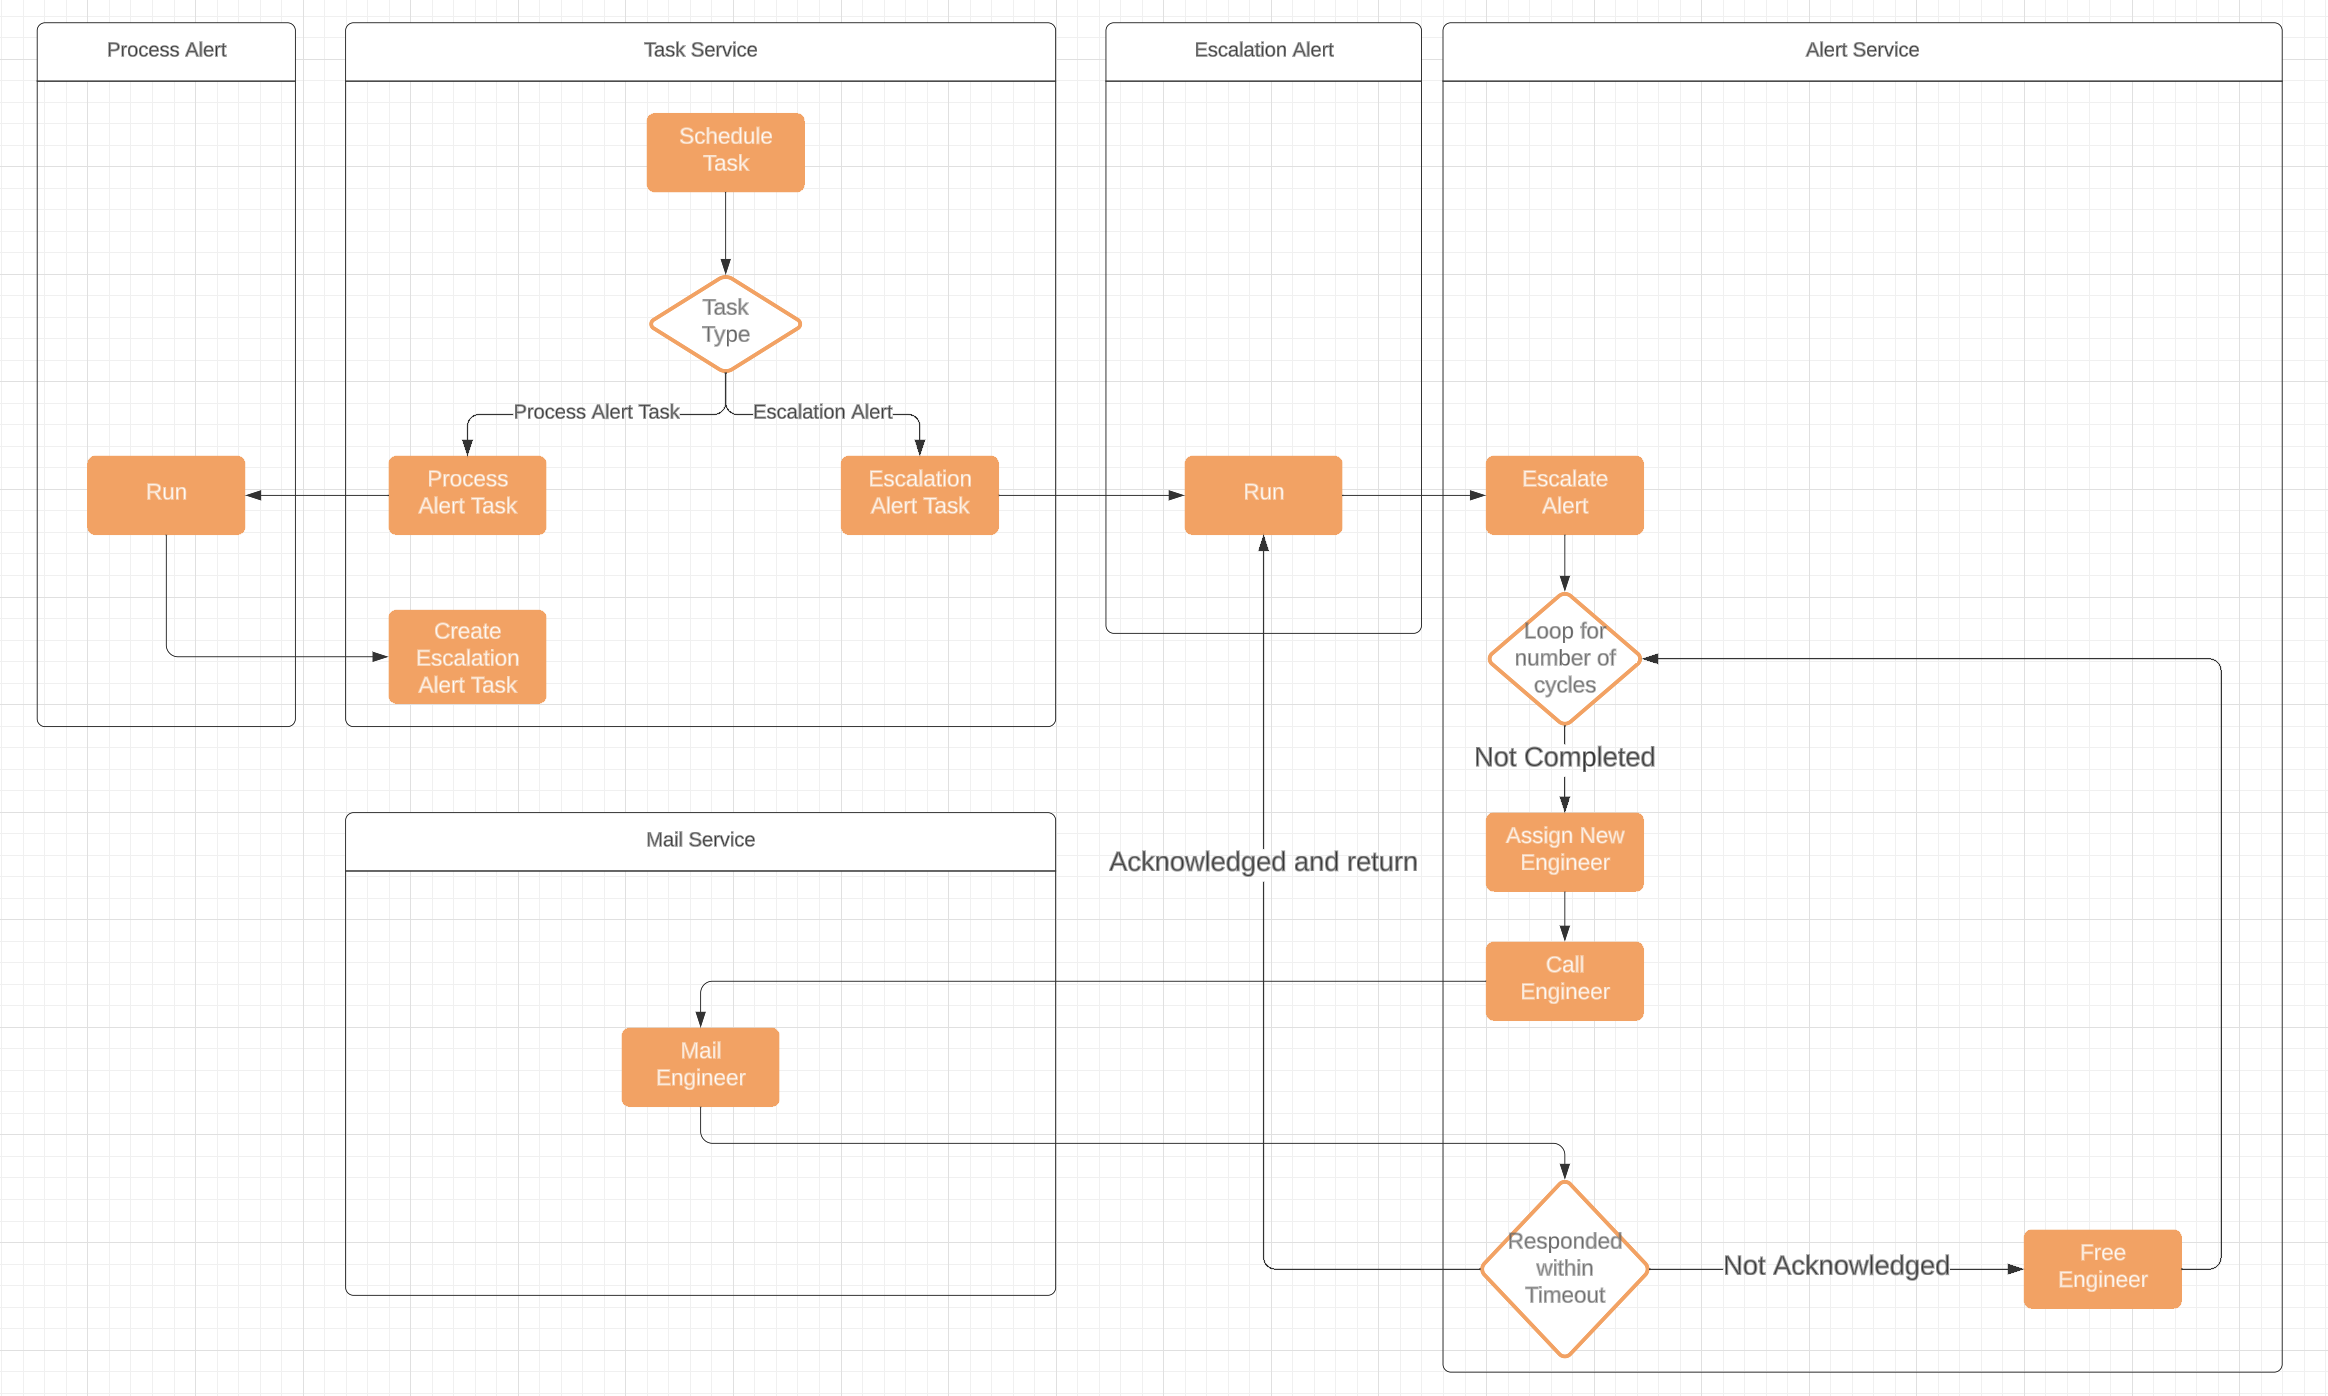 Process Alert
Task Service
Escalation Alert
Alert Service
Schedule
Task
Task
Type
Process Alert Task
Escalation Alert
Run
Process
Alert Task
Escalation
Alert Task
Run
Escalate
Alert
Create
Escalation
Alert Task
Loop for
number of
cycles
Not Completed
Mail Service
Assign New
Engineer
Acknowledged and return
Call
Engineer
Mail
Engineer
Responded
within
Timeout
Not Acknowledged
Free
Engineer